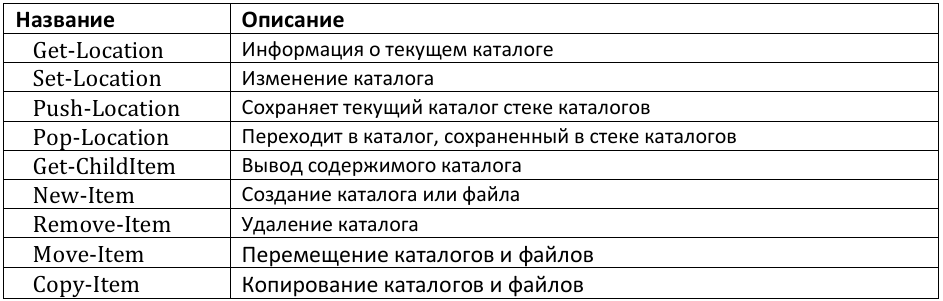 Название Описание
Get-Location Информация о текущем каталоге
Set-Location Изменение каталога
Push-Location Сохраняет текущий каталог стеке каталогов
Pop-Location Переходит в каталог, сохраненный в стеке каталогов
Get-ChildItem Вывод содержимого каталога
New-Item Создание каталога или файла
Remove-Item Удаление каталога
Move-Item Перемещение каталогов и файлов
Copy-Item Копирование каталогов и файлов